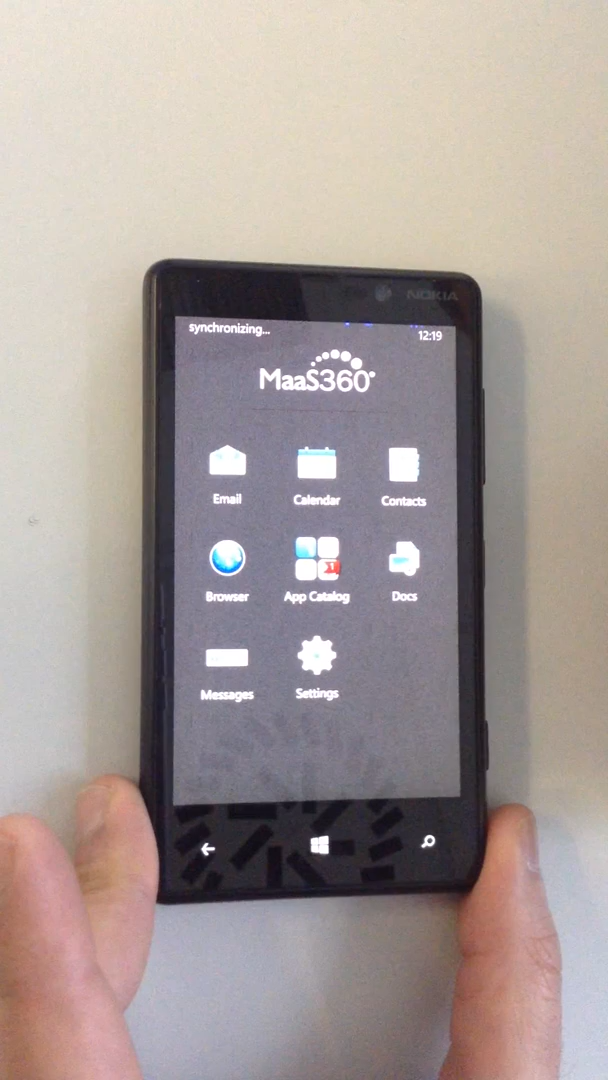 NOKIA
synchronizing...
12:19
MaaS360
Email
Calendar
Contacts
Browser
App Catalog
Docs
Messages
Settings